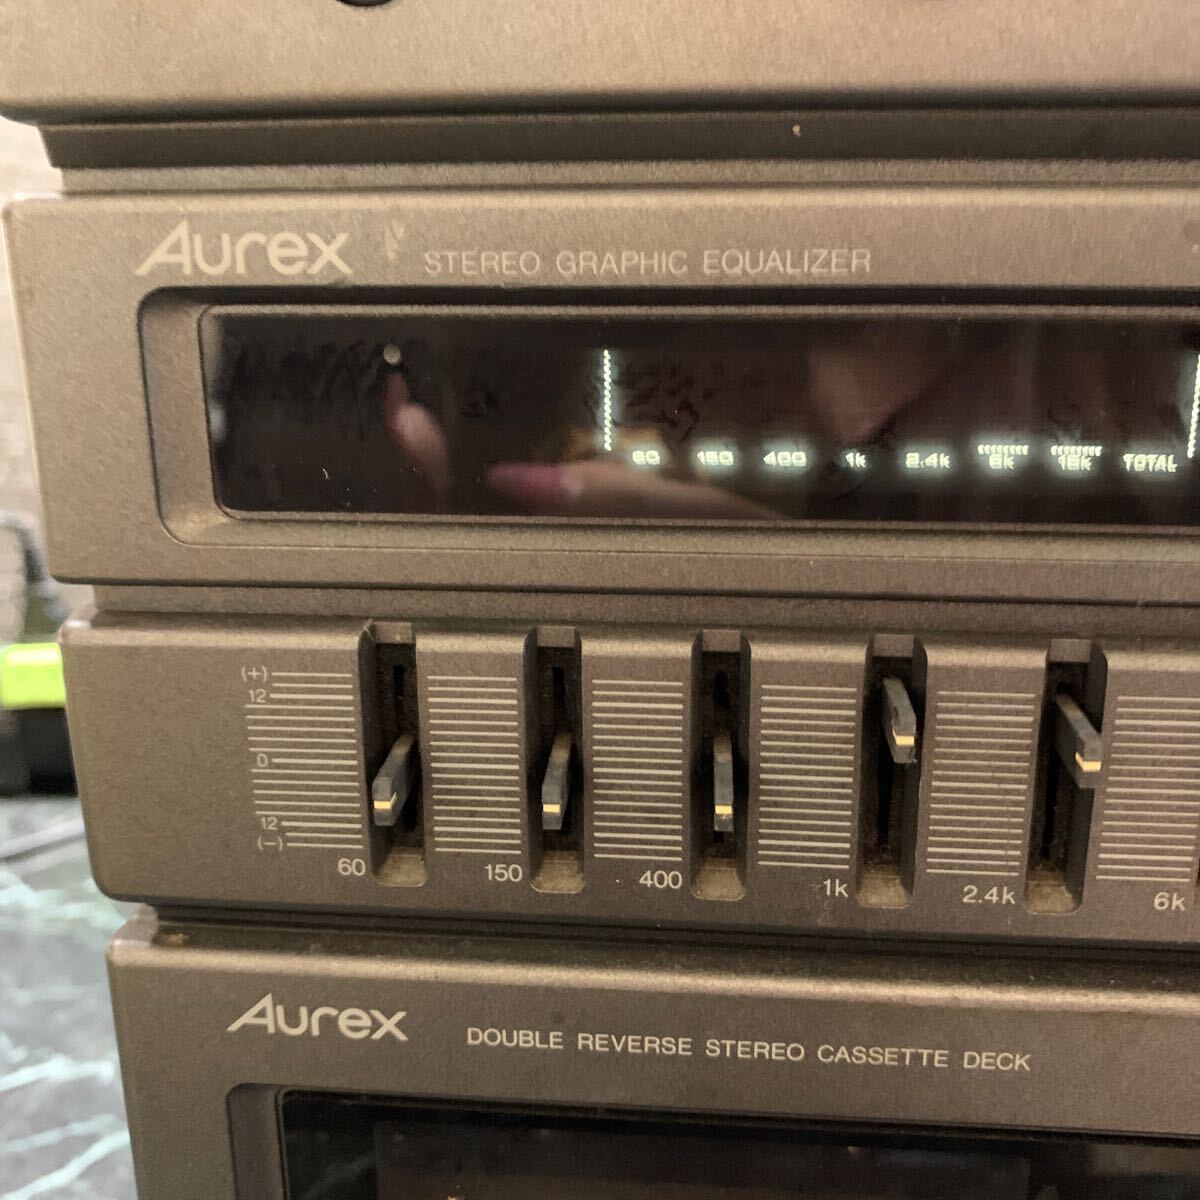 Aurex STEREO GRAPHIC EQUALIZER
60 150 400 1k 2.4k 6k 16k TOTAL
(+)
12
0
12
(−)
60 150 400 1k 2.4k 6k
Aurex DOUBLE REVERSE STEREO CASSETTE DECK